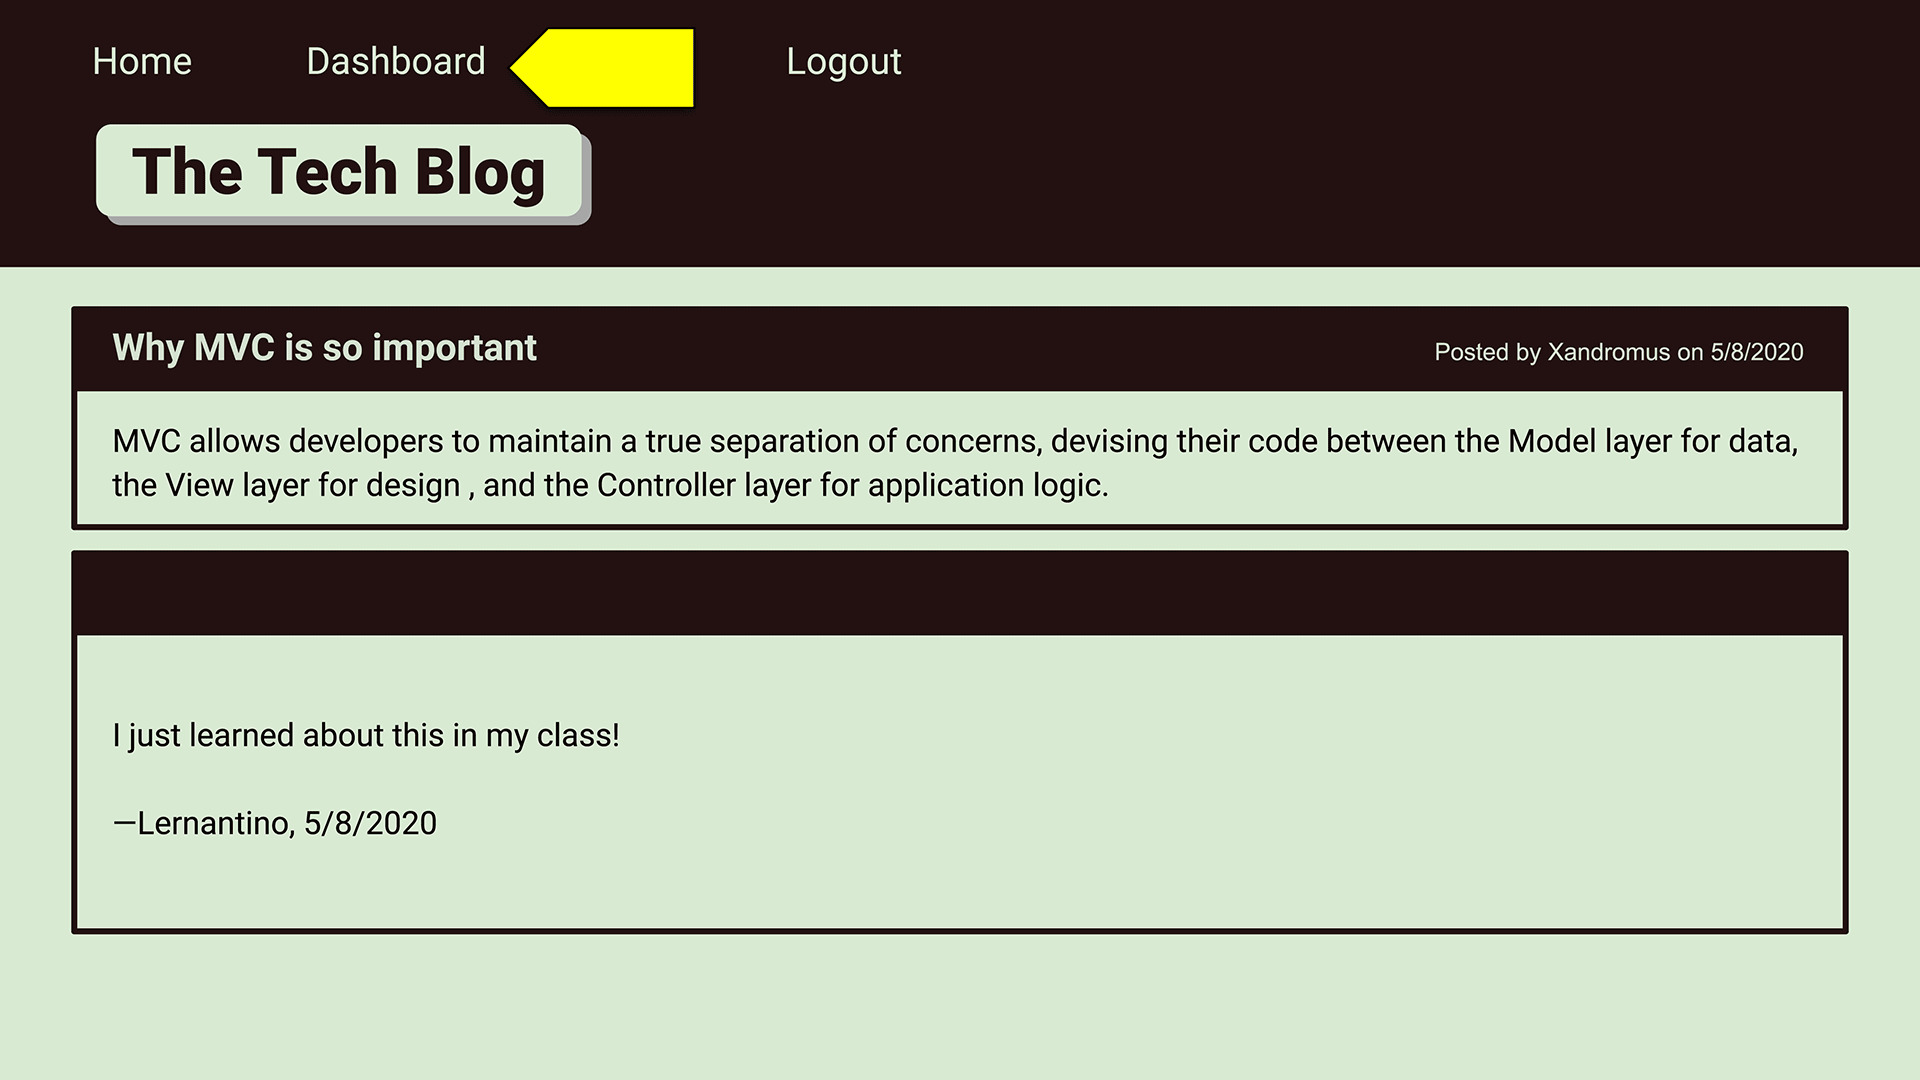 Home Dashboard Logout
The Tech Blog
Why MVC is so important Posted by Xandromus on 5/8/2020
MVC allows developers to maintain a true separation of concerns, devising their code between the Model layer for data,
the View layer for design , and the Controller layer for application logic.
I just learned about this in my class!
—Lernantino, 5/8/2020